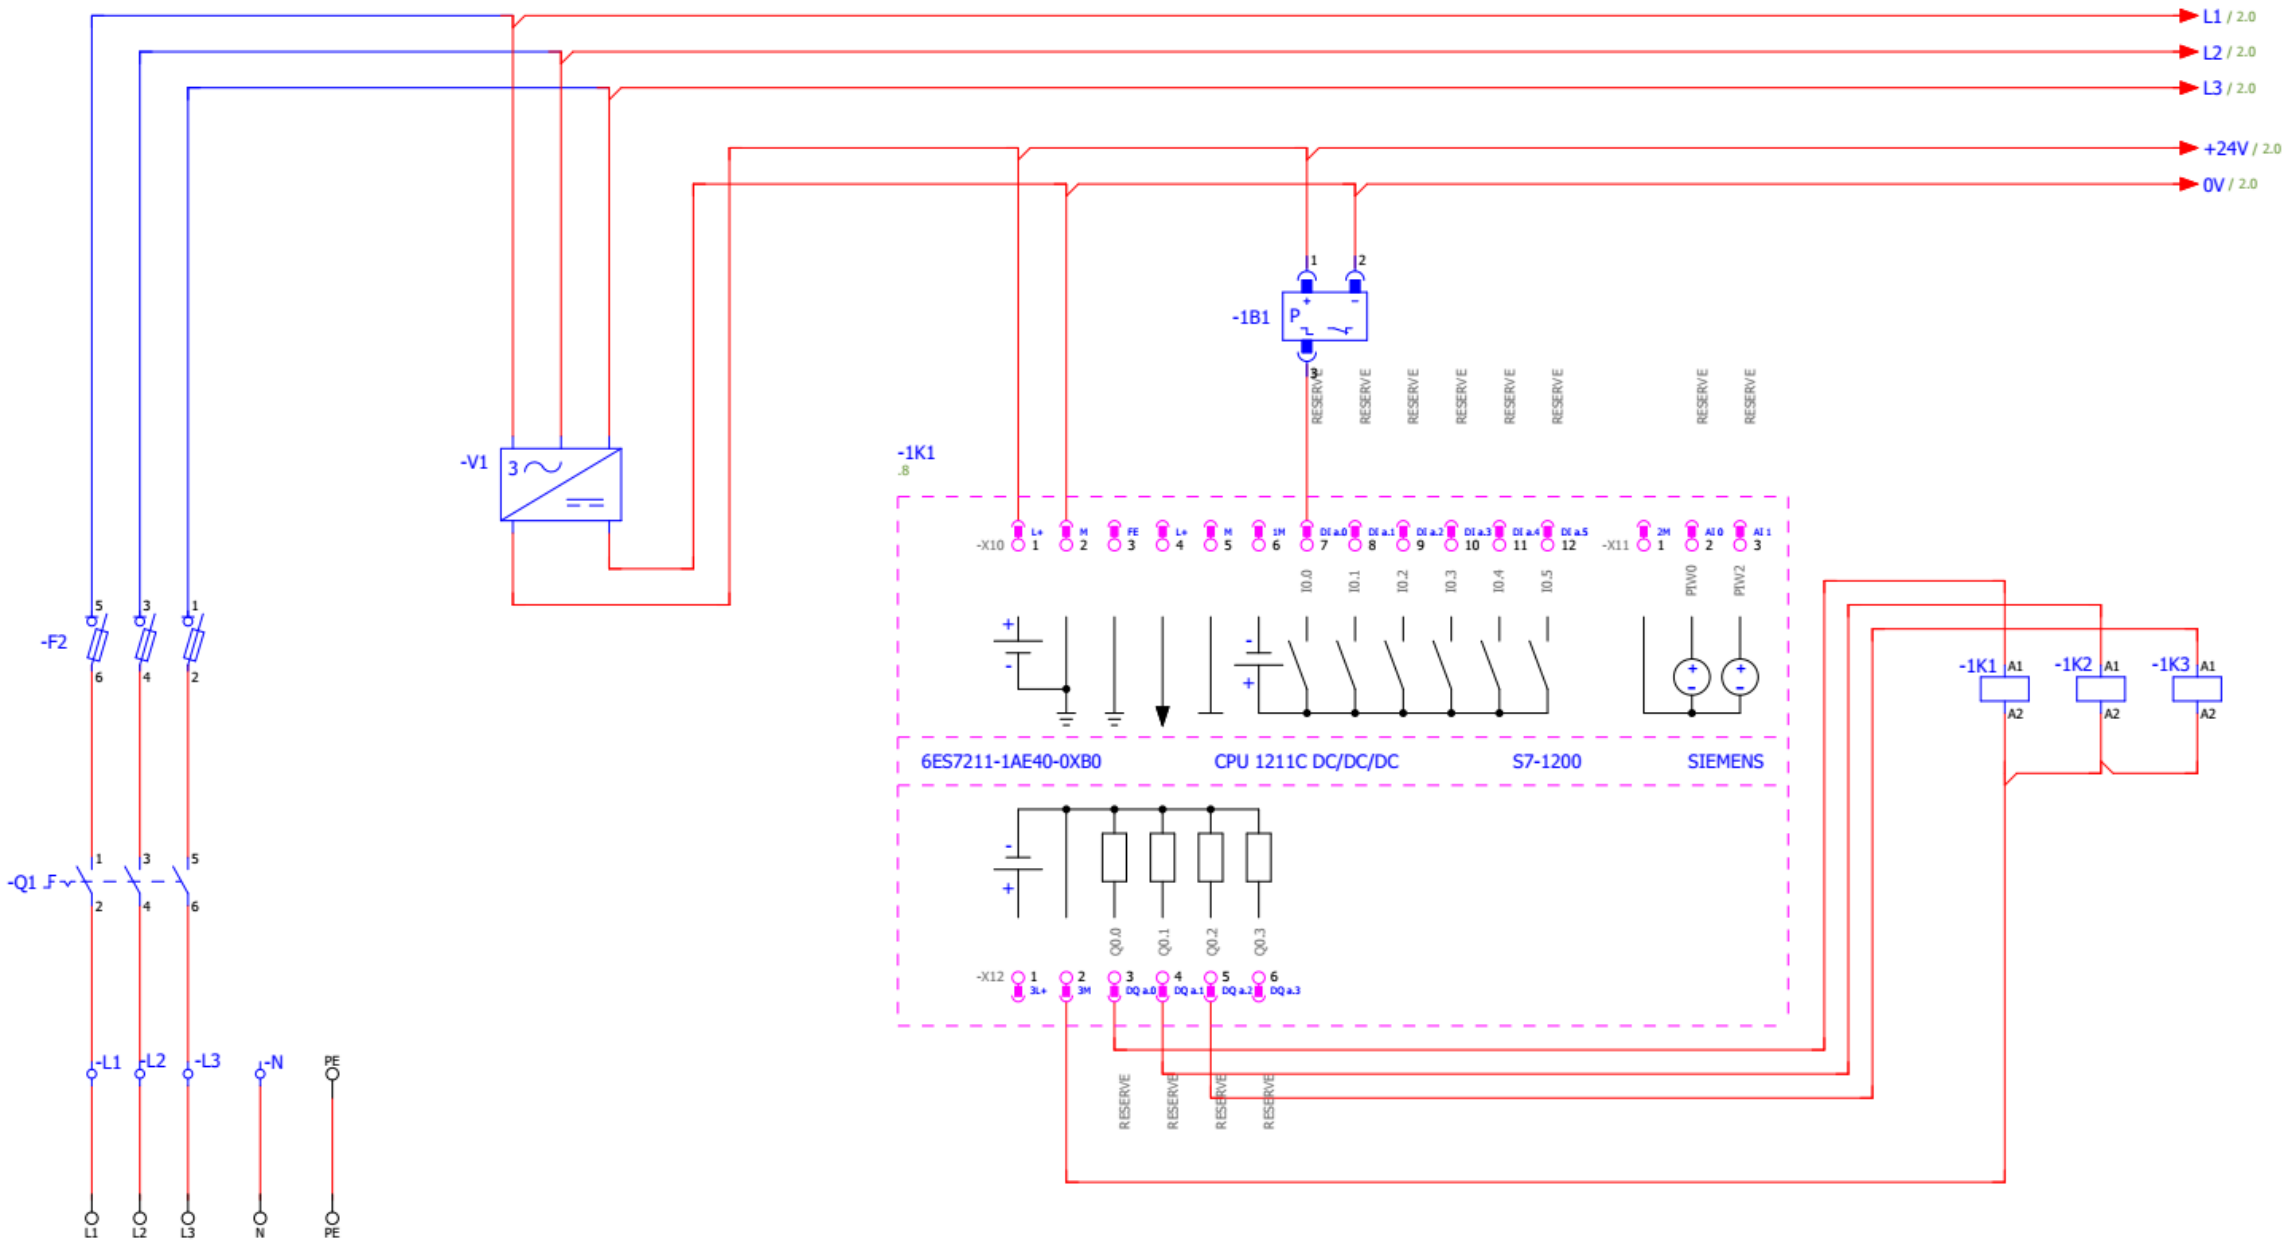 L1 / 2.0
L2 / 2.0
L3 / 2.0
+24V / 2.0
0V / 2.0
1 2
-1B1 P + -
3
RESERVE RESERVE RESERVE RESERVE RESERVE RESERVE RESERVE RESERVE
-1K1
.8
-V1 3
-X10 L+ 1 M 2 FE 3 L+ 4 M 5 1M 6 DI a.0 7 DI a.1 8 DI a.2 9 DI a.3 10 DI a.4 11 DI a.5 12 -X11 2M 1 AI 0 2 AI 1 3
I0.0 I0.1 I0.2 I0.3 I0.4 I0.5 PIW0 PIW2
5 3 1
-F2
6 4 2
+ - - + + - + -
-1K1 A1 -1K2 A1 -1K3 A1
A2 A2 A2
6ES7211-1AE40-0XB0 CPU 1211C DC/DC/DC S7-1200 SIEMENS
- +
1 3 5
-Q1
2 4 6
Q0.0 Q0.1 Q0.2 Q0.3
-X12 1 2 3 4 5 6
3L+ 3M DQ a.0 DQ a.1 DQ a.2 DQ a.3
-L1 -L2 -L3 -N PE
RESERVE RESERVE RESERVE RESERVE
L1 L2 L3 N PE